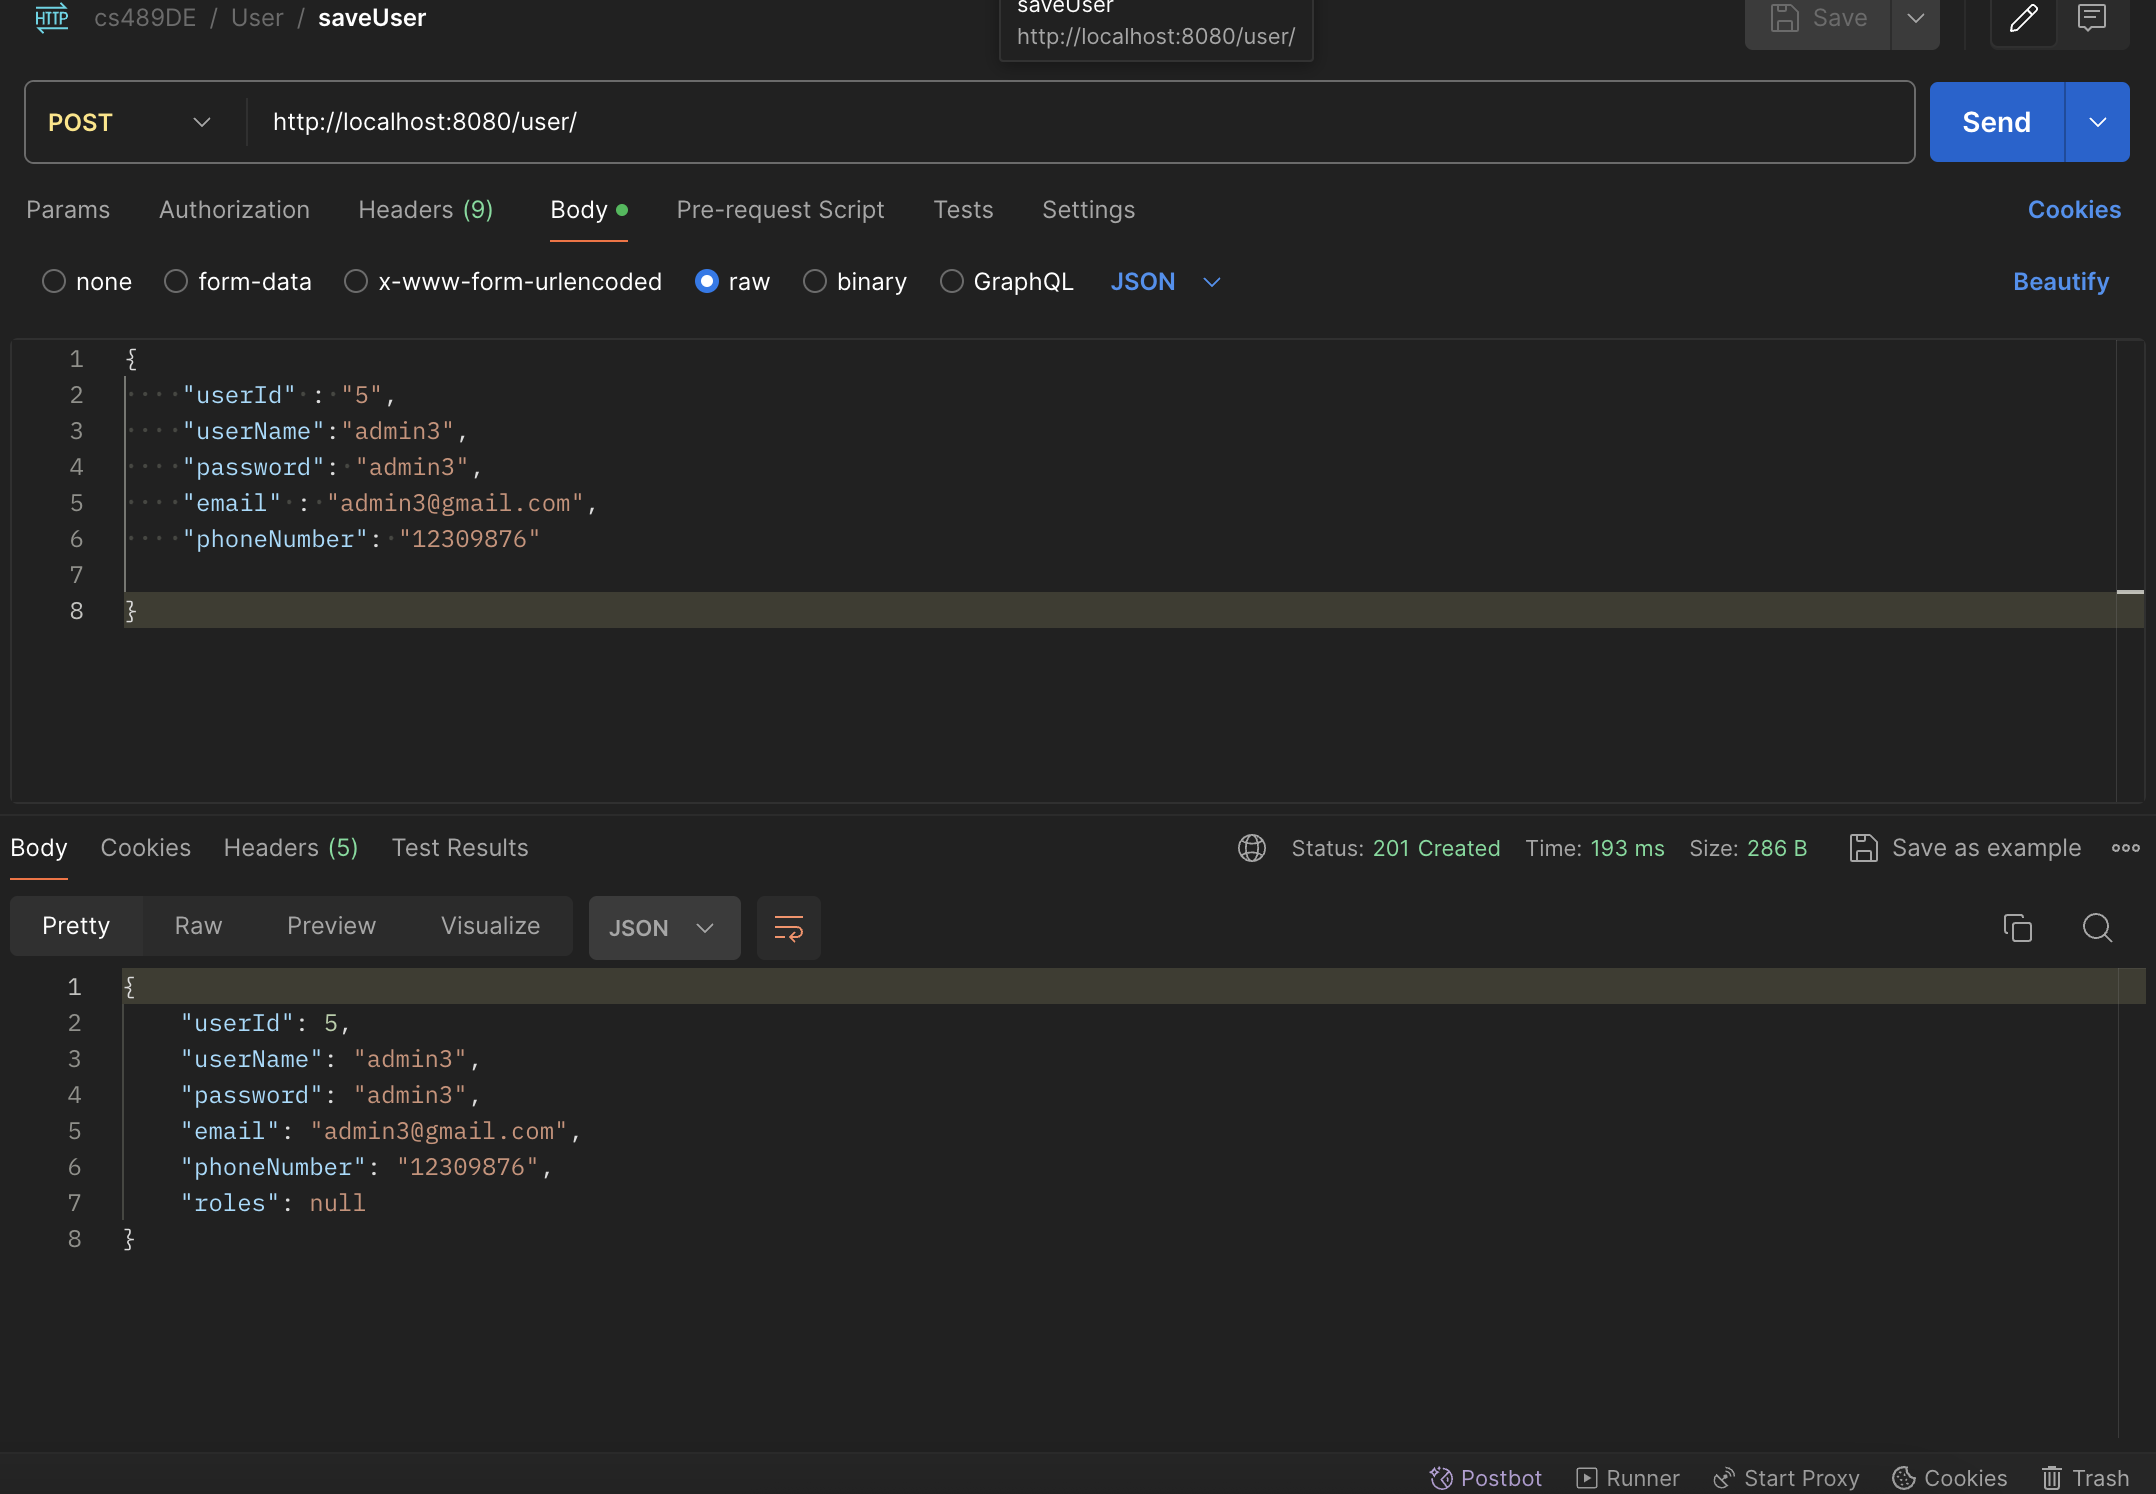 HTTP cs489DE / User / saveUser
saveUser
http://localhost:8080/user/
Save
POST http://localhost:8080/user/ Send
Params Authorization Headers (9) Body Pre-request Script Tests Settings Cookies
none form-data x-www-form-urlencoded raw binary GraphQL JSON Beautify
1 {
2 "userId" : "5",
3 "userName":"admin3",
4 "password": "admin3",
5 "email" : "admin3@gmail.com",
6 "phoneNumber": "12309876"
7
8 }
Body Cookies Headers (5) Test Results Status: 201 Created Time: 193 ms Size: 286 B Save as example
Pretty Raw Preview Visualize JSON
1 {
2 "userId": 5,
3 "userName": "admin3",
4 "password": "admin3",
5 "email": "admin3@gmail.com",
6 "phoneNumber": "12309876",
7 "roles": null
8 }
Postbot Runner Start Proxy Cookies Trash